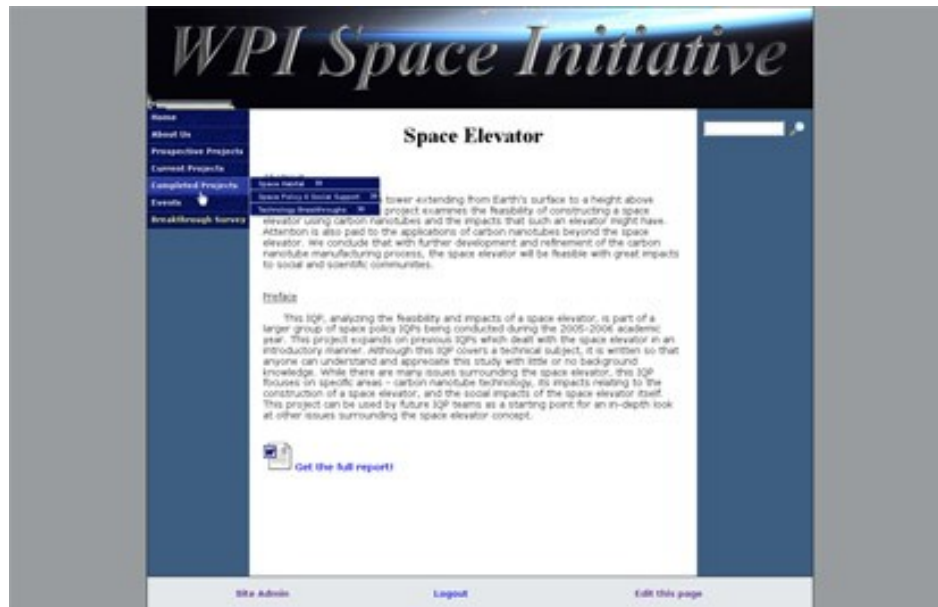 WPI Space Initiative
Home
About Us
Prospective Projects
Current Projects
Completed Projects
Events
Breakthrough Survey
Space Habitat »
Space Policy & Social Support »
Technology Breakthroughs »
Space Elevator
tower extending from Earth's surface to a height above
project examines the feasibility of constructing a space
elevator using carbon nanotubes and the impacts that such an elevator might have.
Attention is also paid to the applications of carbon nanotubes beyond the space
elevator. We conclude that with further development and refinement of the carbon
nanotube manufacturing process, the space elevator will be feasible with great impacts
to social and scientific communities.
Preface
This IQP, analyzing the feasibility and impacts of a space elevator, is part of a
larger group of space policy IQPs being conducted during the 2005-2006 academic
year. This project expands on previous IQPs which dealt with the space elevator in an
introductory manner. Although this IQP covers a technical subject, it is written so that
anyone can understand and appreciate this study with little or no background
knowledge. While there are many issues surrounding the space elevator, this IQP
focuses on specific areas - carbon nanotube technology, its impacts relating to the
construction of a space elevator, and the social impacts of the space elevator itself.
This project can be used by future IQP teams as a starting point for an in-depth look
at other issues surrounding the space elevator concept.
Get the full report!
Site Admin
Logout
Edit this page